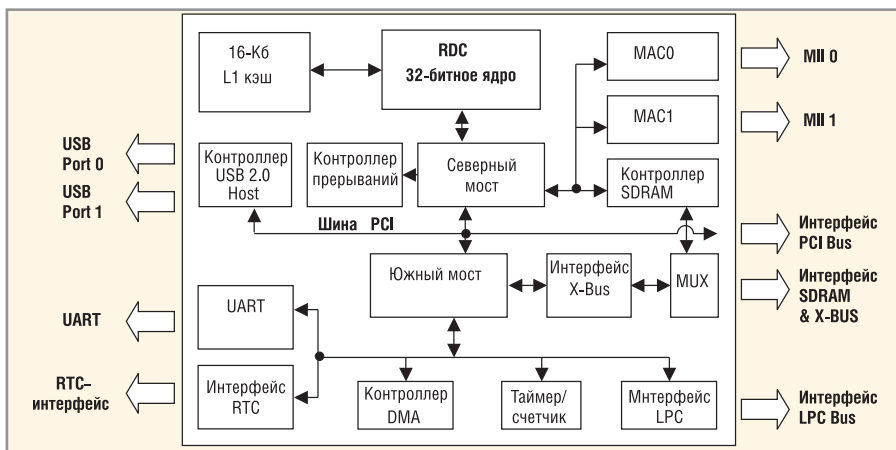 16-Кб
L1 кэш
RDC
32-битное ядро
MAC0
MII 0
MAC1
MII 1
USB
Port 0
USB
Port 1
Контроллер
USB 2.0
Host
Контроллер
прерываний
Северный
мост
Контроллер
SDRAM
Шина PCI
Интерфейс
PCI Bus
Южный мост
Интерфейс
X-Bus
MUX
Интерфейс
SDRAM
& X-BUS
UART
UART
RTC–
интерфейс
Интерфейс
RTC
Контроллер
DMA
Таймер/
счетчик
Мнтерфейс
LPC
Интерфейс
LPC Bus